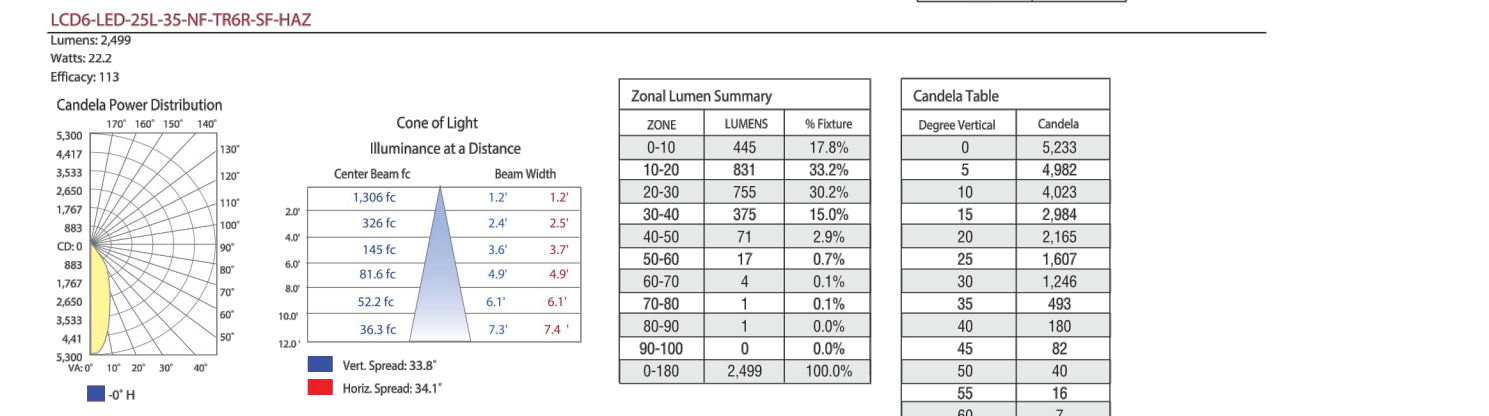 LCD6-LED-25L-35-NF-TR6R-SF-HAZ
Lumens: 2,499
Watts: 22.2
Efficacy: 113
Candela Power Distribution
170° 160° 150° 140°
5,300
4,417
3,533
2,650
1,767
883
CD: 0
883
1,767
2,650
3,533
4,41
5,300
130°
120°
110°
100°
90°
80°
70°
60°
50°
VA: 0° 10° 20° 30° 40°
-0° H
Cone of Light
Illuminance at a Distance
Center Beam fc Beam Width
1,306 fc 1.2' 1.2'
2.0'
326 fc 2.4' 2.5'
4.0'
145 fc 3.6' 3.7'
6.0'
81.6 fc 4.9' 4.9'
8.0'
52.2 fc 6.1' 6.1'
10.0'
36.3 fc 7.3' 7.4 '
12.0 '
Vert. Spread: 33.8°
Horiz. Spread: 34.1°
Zonal Lumen Summary
ZONE LUMENS % Fixture
0-10 445 17.8%
10-20 831 33.2%
20-30 755 30.2%
30-40 375 15.0%
40-50 71 2.9%
50-60 17 0.7%
60-70 4 0.1%
70-80 1 0.1%
80-90 1 0.0%
90-100 0 0.0%
0-180 2,499 100.0%
Candela Table
Degree Vertical Candela
0 5,233
5 4,982
10 4,023
15 2,984
20 2,165
25 1,607
30 1,246
35 493
40 180
45 82
50 40
55 16
60 7